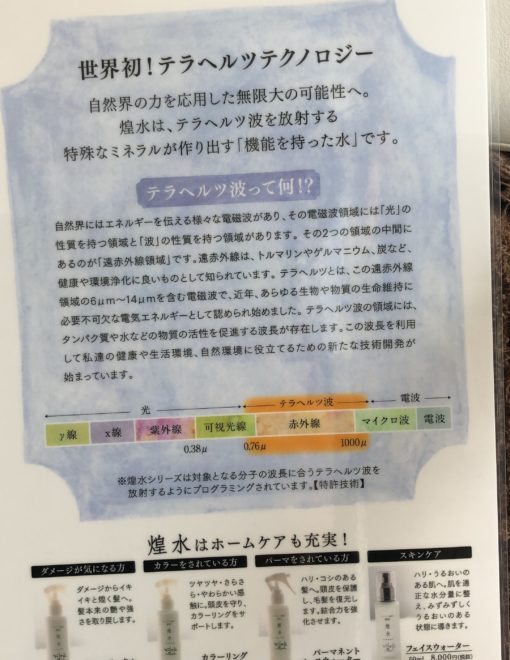 世界初!テラヘルツテクノロジー
自然界の力を応用した無限大の可能性へ。
煌水は、テラヘルツ波を放射する
特殊なミネラルが作り出す「機能を持った水」です。
テラヘルツ波って何!?
自然界にはエネルギーを伝える様々な電磁波があり、その電磁波領域には「光」の
性質を持つ領域と「波」の性質を持つ領域があります。その2つの領域の中間に
あるのが「遠赤外線領域」です。遠赤外線は、トルマリンやゲルマニウム、炭など、
健康や環境浄化に良いものとして知られています。テラヘルツとは、この遠赤外線
領域の6μm〜14μmを含む電磁波で、近年、あらゆる生物や物質の生命維持に
必要不可欠な電気エネルギーとして認められ始めました。テラヘルツ波の領域には、
タンパク質や水などの物質の活性を促進する波長が存在します。この波長を利用
して私達の健康や生活環境、自然環境に役立てるための新たな技術開発が
始まっています。
光 テラヘルツ波 電波
γ線 x線 紫外線 可視光線 赤外線 マイクロ波 電波
0.38μ 0.76μ 1000μ
※煌水シリーズは対象となる分子の波長に合うテラヘルツ波を
放射するようにプログラミングされています。【特許技術】
煌水はホームケアも充実!
ダメージが気になる方
ダメージからイキ
イキと煌く髪へ。
髪本来の艶や強
さを取り戻します。
カラーをされている方
ツヤツヤ・さらさ
ら・やわらかい感
触に。頭皮を守り、
カラーリングをサ
ポートします。
カラーリング
パーマをされている方
ハリ・コシのある
髪へ。頭皮を保護
し、毛髪を復元し
ます。結合力を強
化させます。
パーマネント
スキンケア
ハリ・うるおいの
ある肌へ。肌を適
正な水分量に整
え、みずみずしく
うるおいのある
状態に導きます。
フェイスウォーター
50ml 8,000円(税抜)